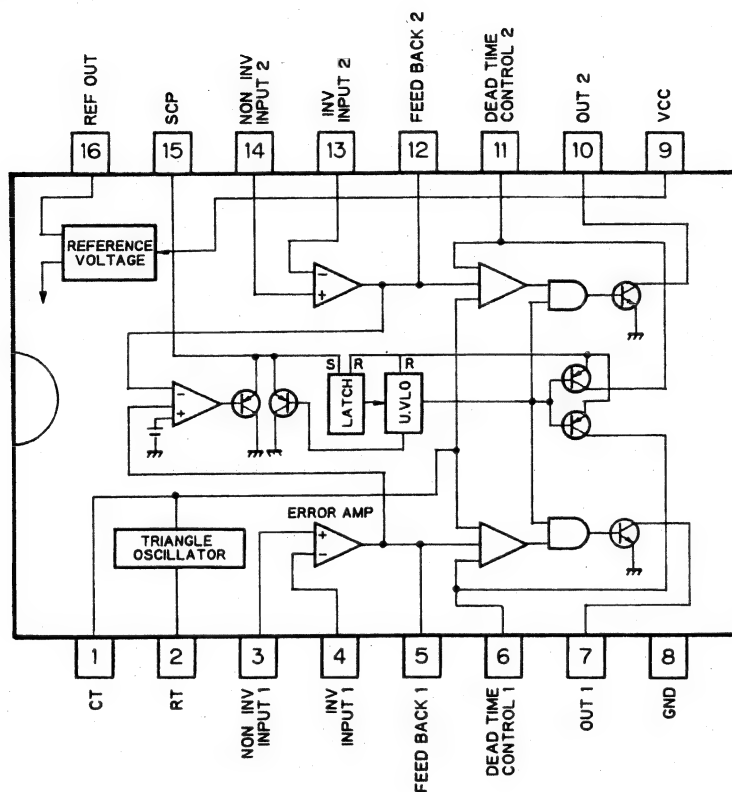 REF OUT
SCP
NON INV
INPUT 2
INV
INPUT 2
FEED BACK 2
DEAD TIME
CONTROL 2
OUT 2
VCC
16
15
14
13
12
11
10
9
REFERENCE
VOLTAGE
-
+
S
R
R
LATCH
U.VLO
-
+
ERROR AMP
TRIANGLE
OSCILLATOR
+
-
1
2
3
4
5
6
7
8
CT
RT
NON INV
INPUT 1
INV
INPUT 1
FEED BACK 1
DEAD TIME
CONTROL 1
OUT 1
GND